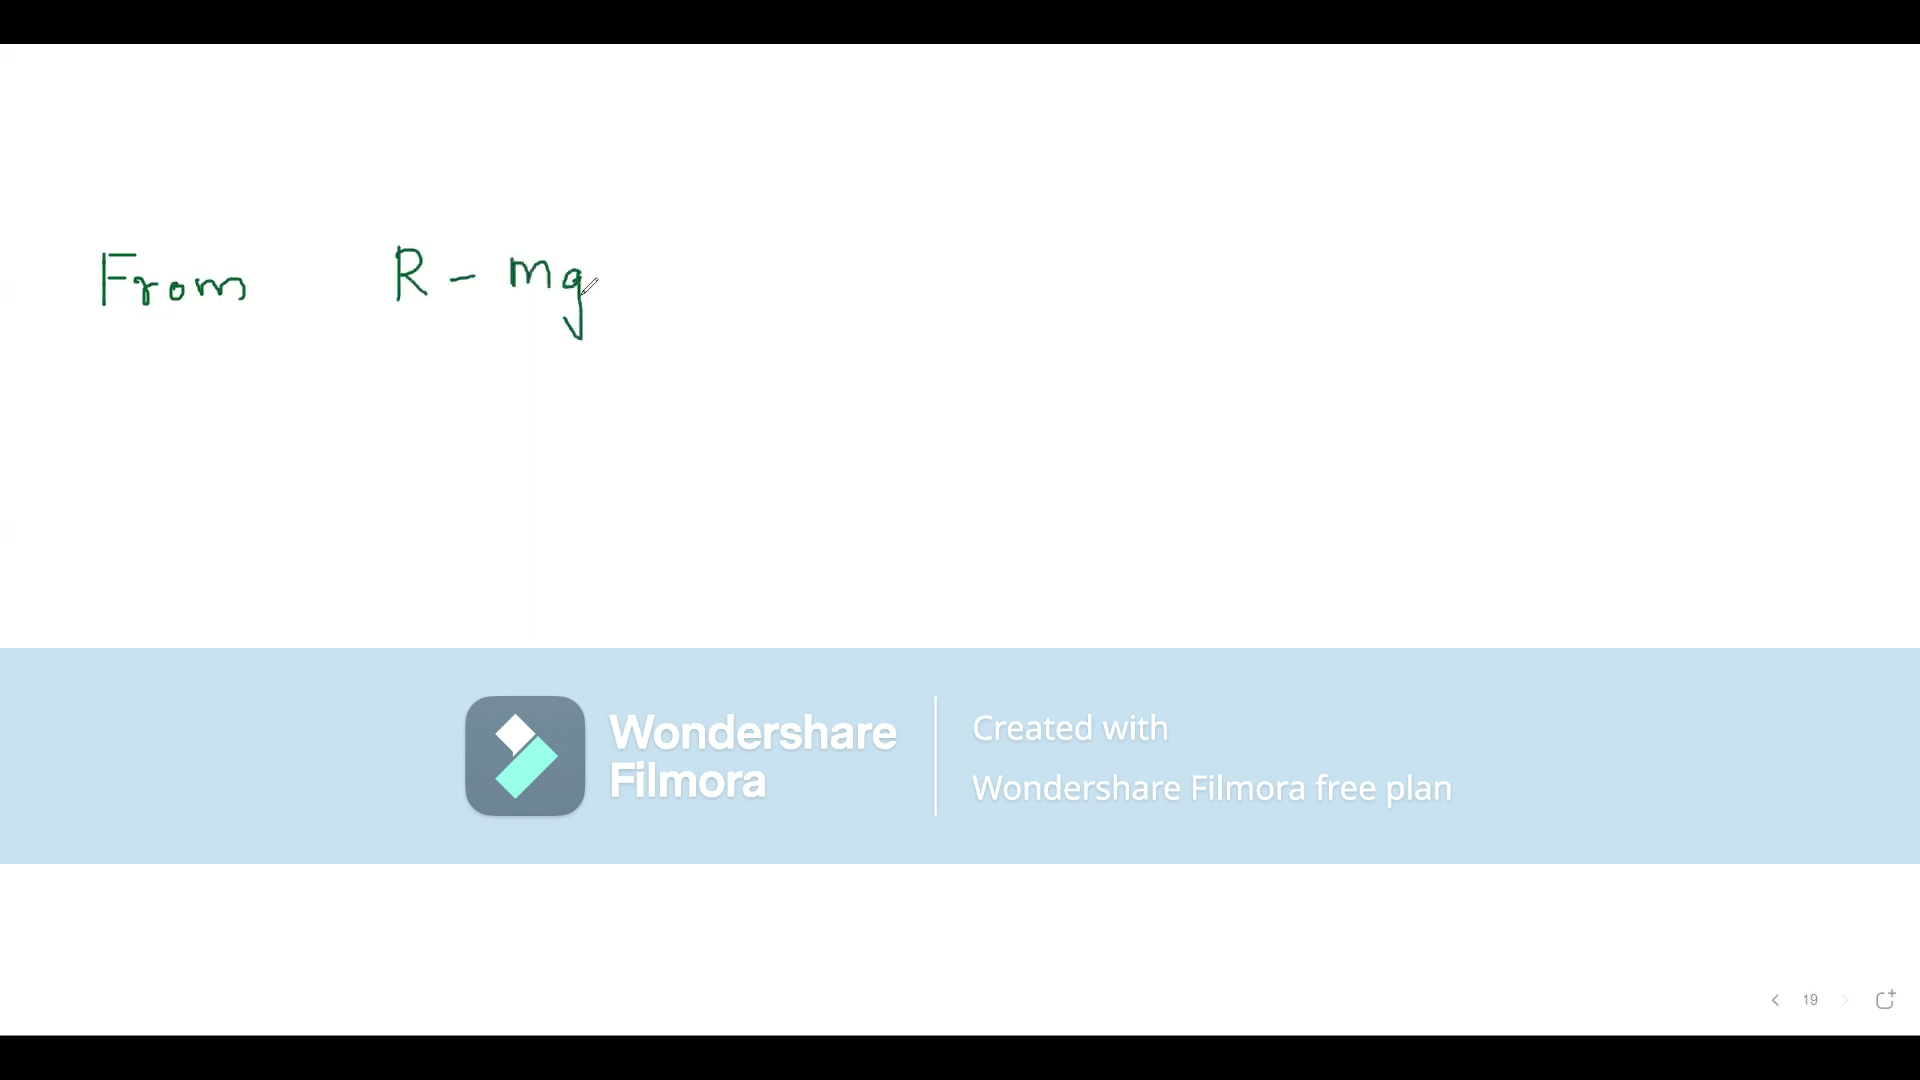 From R - mg
Wondershare
Filmora
Created with
Wondershare Filmora free plan
19